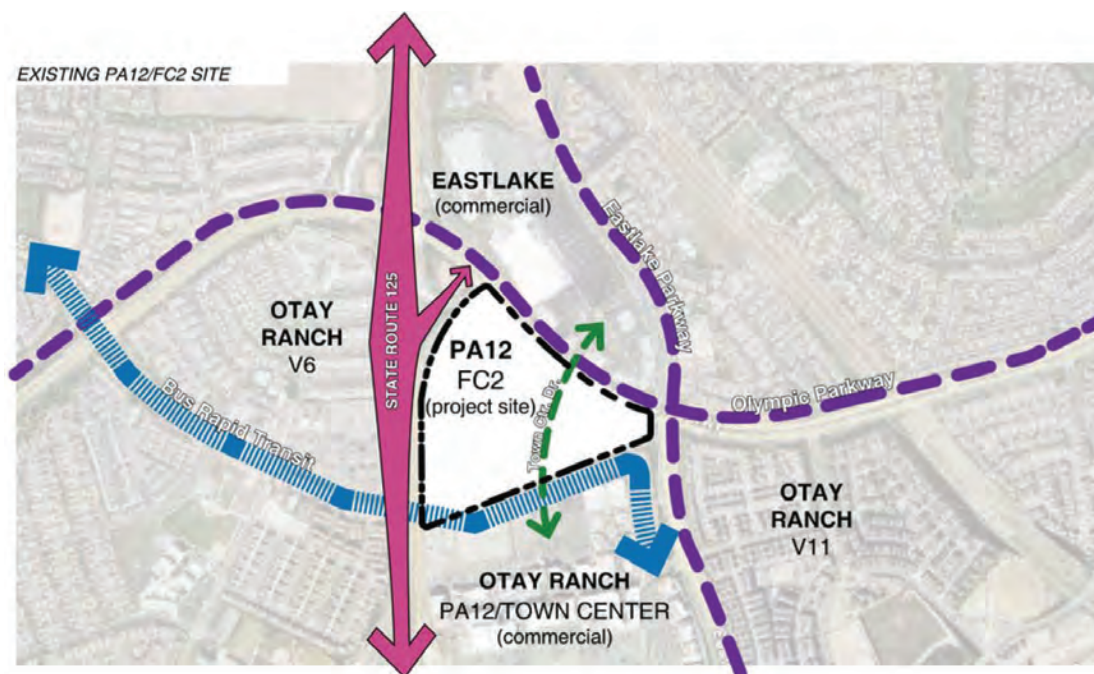 EXISTING PA12/FC2 SITE
EASTLAKE
(commercial)
Eastlake Parkway
STATE ROUTE 125
OTAY
RANCH
V6
PA12
FC2
(project site)
Town Ctr. Dr.
Olympic Parkway
Bus Rapid Transit
OTAY
RANCH
V11
OTAY RANCH
PA12/TOWN CENTER
(commercial)